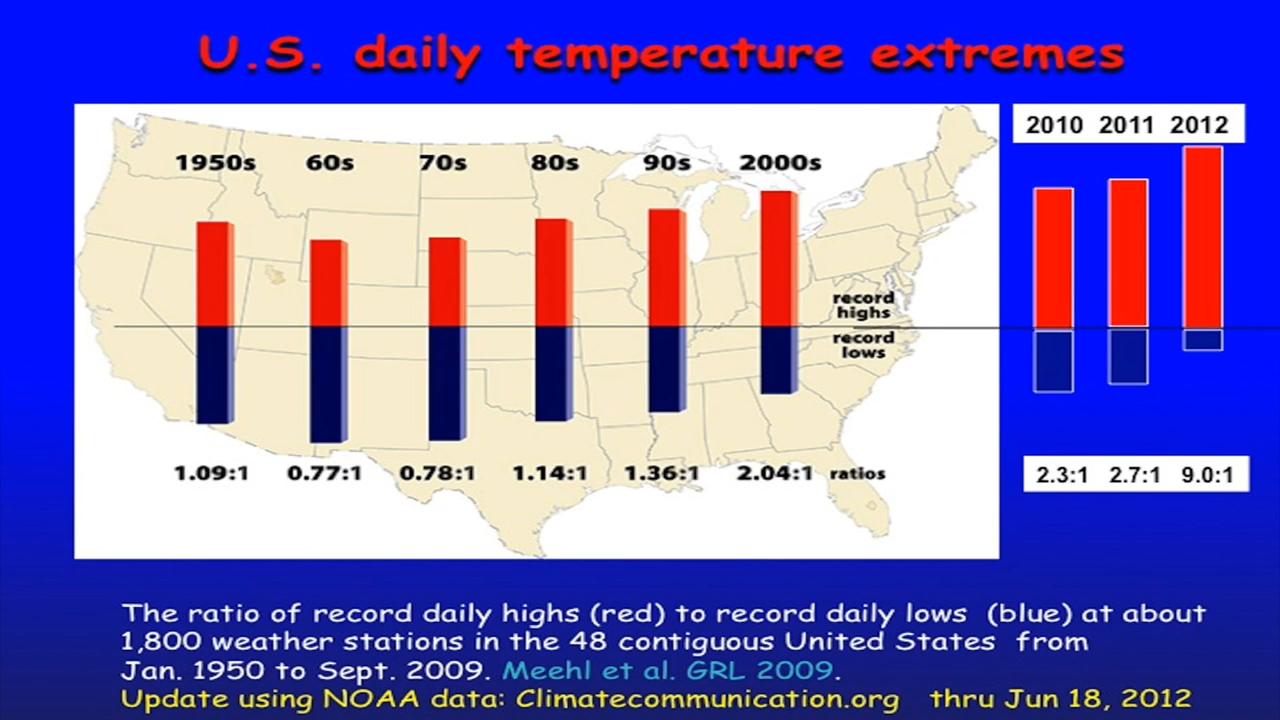 U.S. daily temperature extremes
1950s 60s 70s 80s 90s 2000s
2010 2011 2012
record
highs
record
lows
1.09:1 0.77:1 0.78:1 1.14:1 1.36:1 2.04:1 ratios
2.3:1 2.7:1 9.0:1
The ratio of record daily highs (red) to record daily lows (blue) at about
1,800 weather stations in the 48 contiguous United States from
Jan. 1950 to Sept. 2009. Meehl et al. GRL 2009.
Update using NOAA data: Climatecommunication.org thru Jun 18, 2012